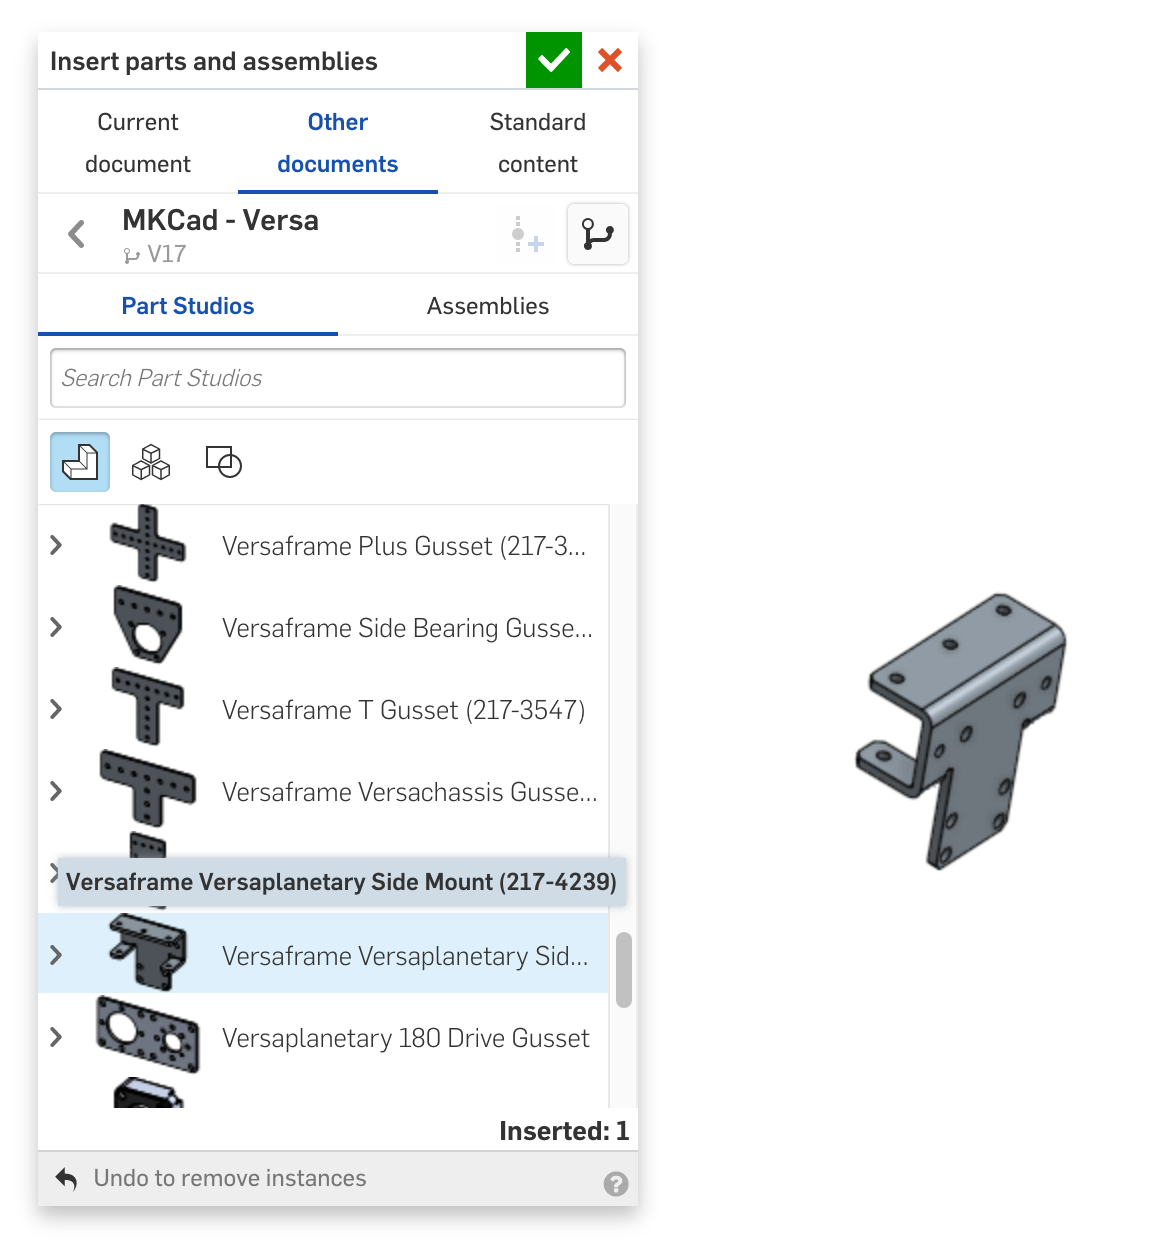 Insert parts and assemblies
Current document
Other documents
Standard content
MKCad - Versa
V17
Part Studios
Assemblies
Search Part Studios
Versaframe Plus Gusset (217-3...
Versaframe Side Bearing Gusse...
Versaframe T Gusset (217-3547)
Versaframe Versachassis Gusse...
Versaframe Versaplanetary Side Mount (217-4239)
Versaframe Versaplanetary Sid...
Versaplanetary 180 Drive Gusset
Inserted: 1
Undo to remove instances
?